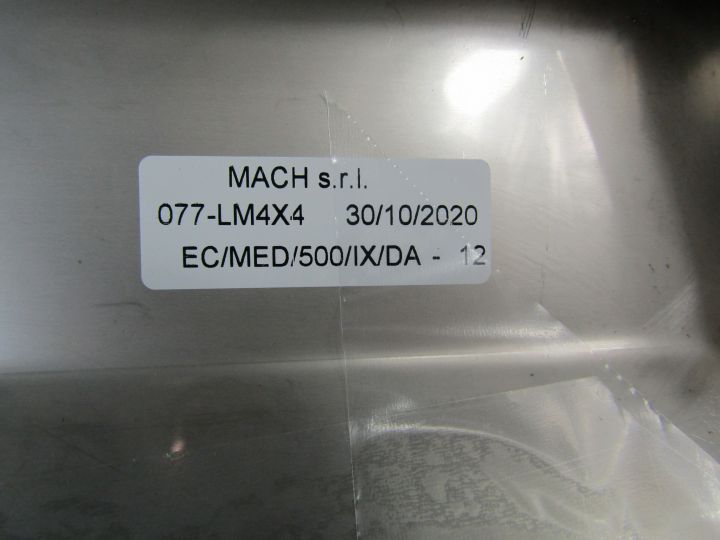 MACH s.r.l.
077-LM4X4 30/10/2020
EC/MED/500/IX/DA - 12